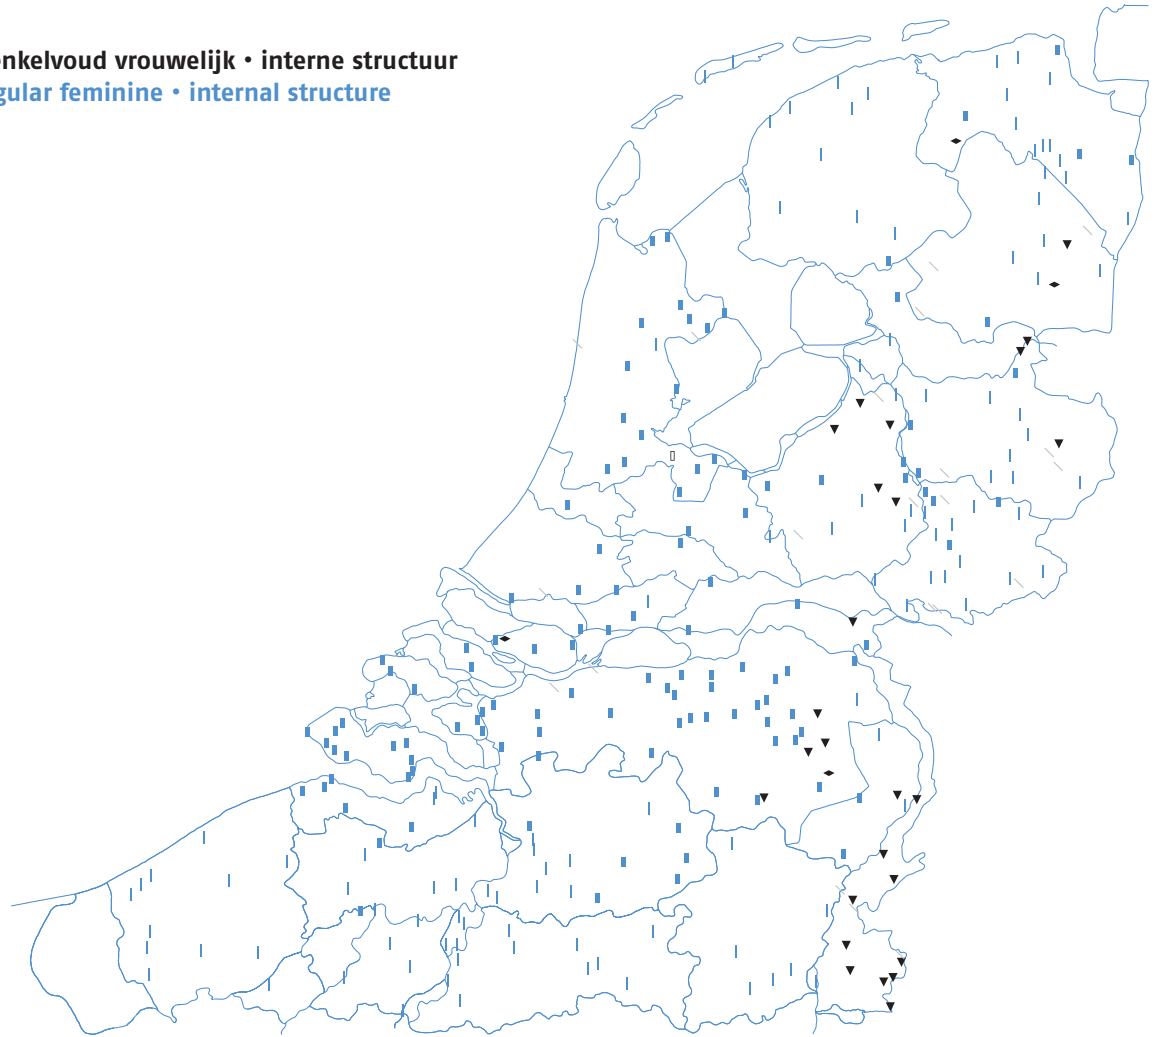 enkelvoud vrouwelijk • interne structuur
gular feminine • internal structure